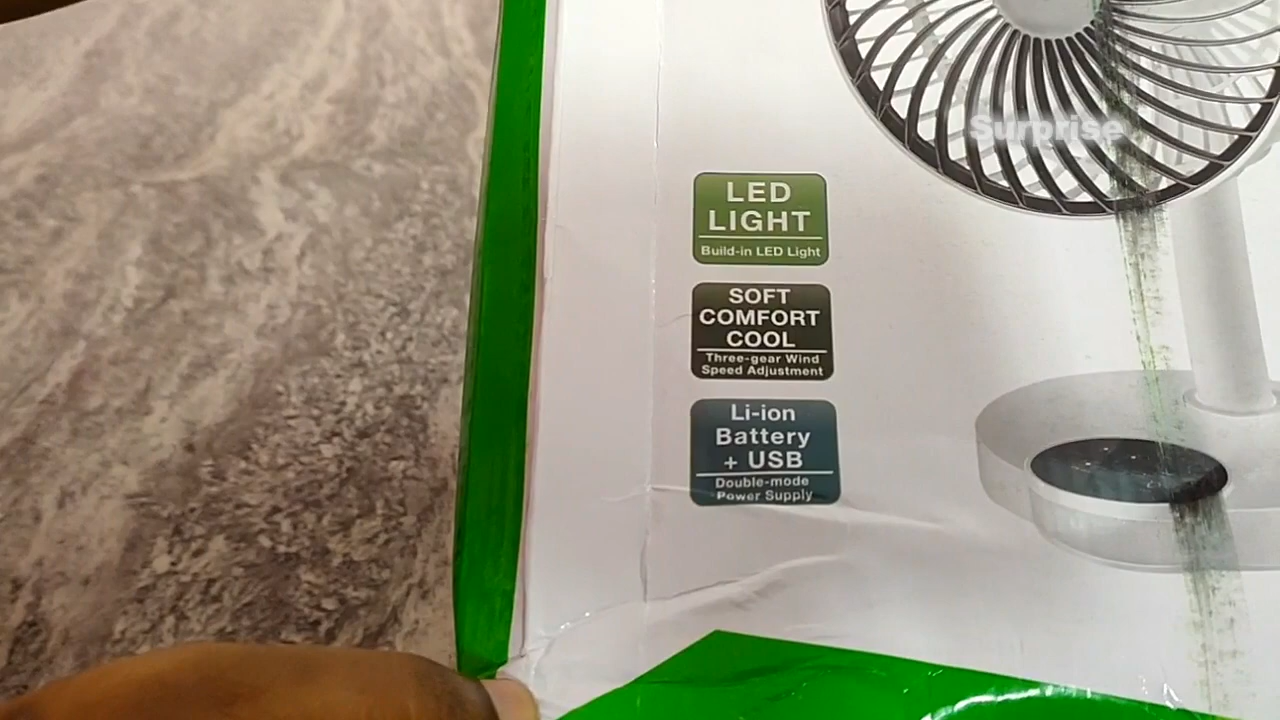 Surprise
LED
LIGHT
Build-in LED Light
SOFT
COMFORT
COOL
Three-gear Wind
Speed Adjustment
Li-ion
Battery
+ USB
Double-mode
Power Supply